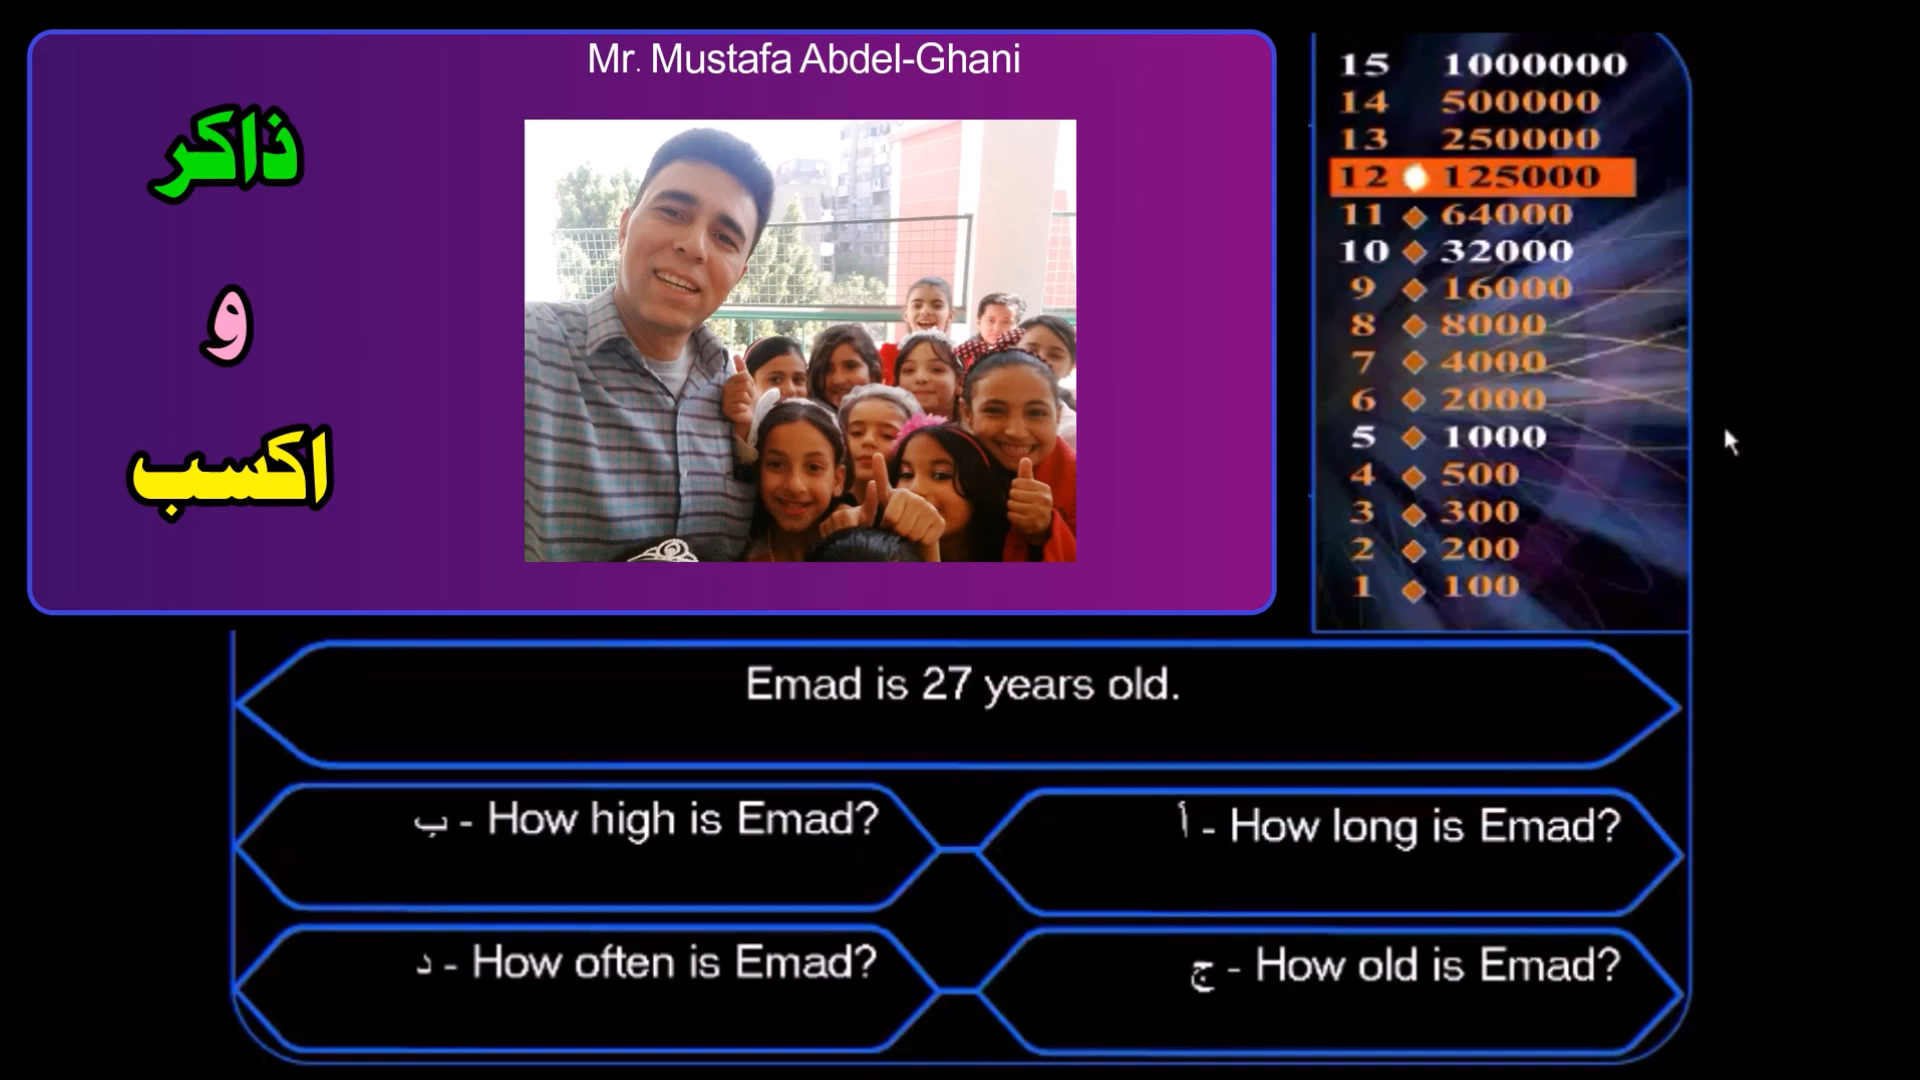 Mr. Mustafa Abdel-Ghani
ذاكر
و
اكسب
15 1000000
14 500000
13 250000
12 125000
11 64000
10 32000
9 16000
8 8000
7 4000
6 2000
5 1000
4 500
3 300
2 200
1 100
Emad is 27 years old.
أ - How long is Emad?
ب - How high is Emad?
ج - How old is Emad?
د - How often is Emad?